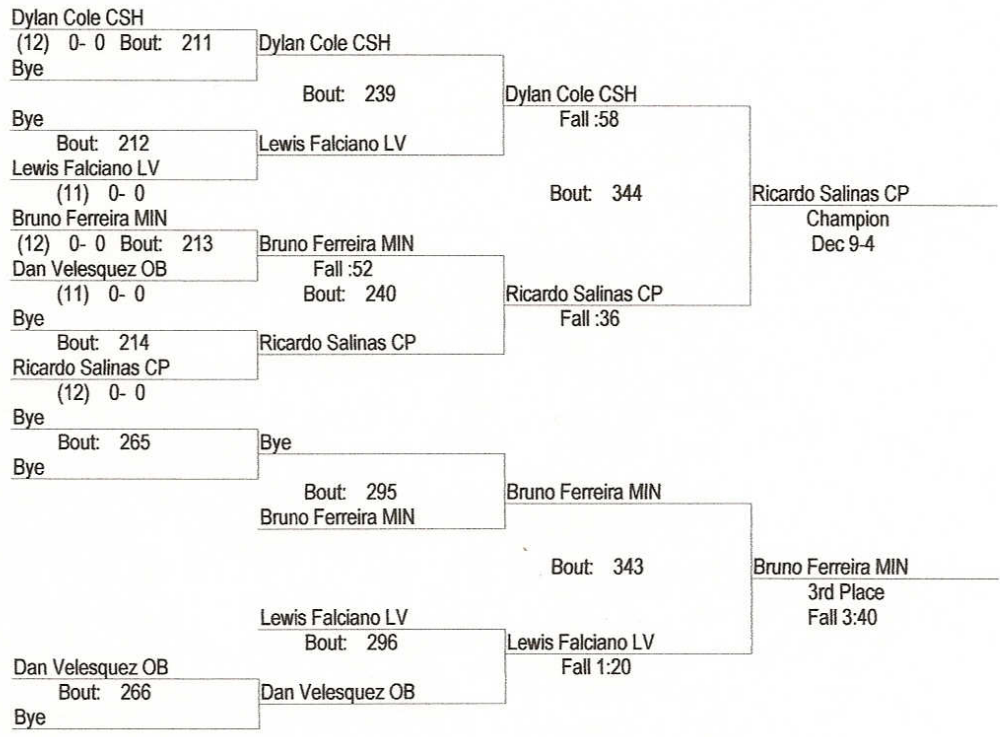 Dylan Cole CSH
(12) 0- 0 Bout: 211
Bye
Dylan Cole CSH
Bout: 239
Bye
Bout: 212
Lewis Falciano LV
(11) 0- 0
Lewis Falciano LV
Dylan Cole CSH
Fall :58
Bout: 344
Bruno Ferreira MIN
(12) 0- 0 Bout: 213
Dan Velesquez OB
(11) 0- 0
Bruno Ferreira MIN
Fall :52
Bout: 240
Bye
Bout: 214
Ricardo Salinas CP
(12) 0- 0
Ricardo Salinas CP
Ricardo Salinas CP
Fall :36
Ricardo Salinas CP
Champion
Dec 9-4
Bye
Bout: 265
Bye
Bye
Bout: 295
Bruno Ferreira MIN
Bruno Ferreira MIN
Bout: 343
Lewis Falciano LV
Bout: 296
Dan Velesquez OB
Bout: 266
Bye
Dan Velesquez OB
Lewis Falciano LV
Fall 1:20
Bruno Ferreira MIN
3rd Place
Fall 3:40